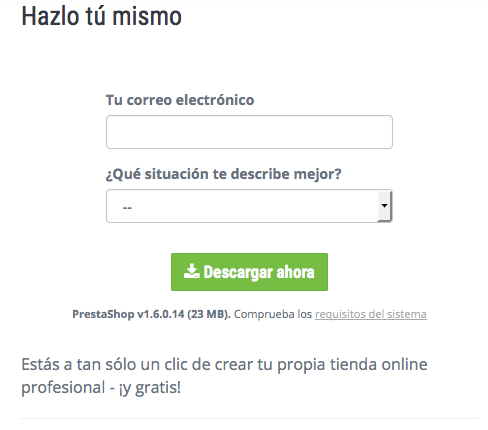 Hazlo tú mismo
Tu correo electrónico
¿Qué situación te describe mejor?
--
Descargar ahora
PrestaShop v1.6.0.14 (23 MB). Comprueba los requisitos del sistema
Estás a tan sólo un clic de crear tu propia tienda online
profesional - ¡y gratis!